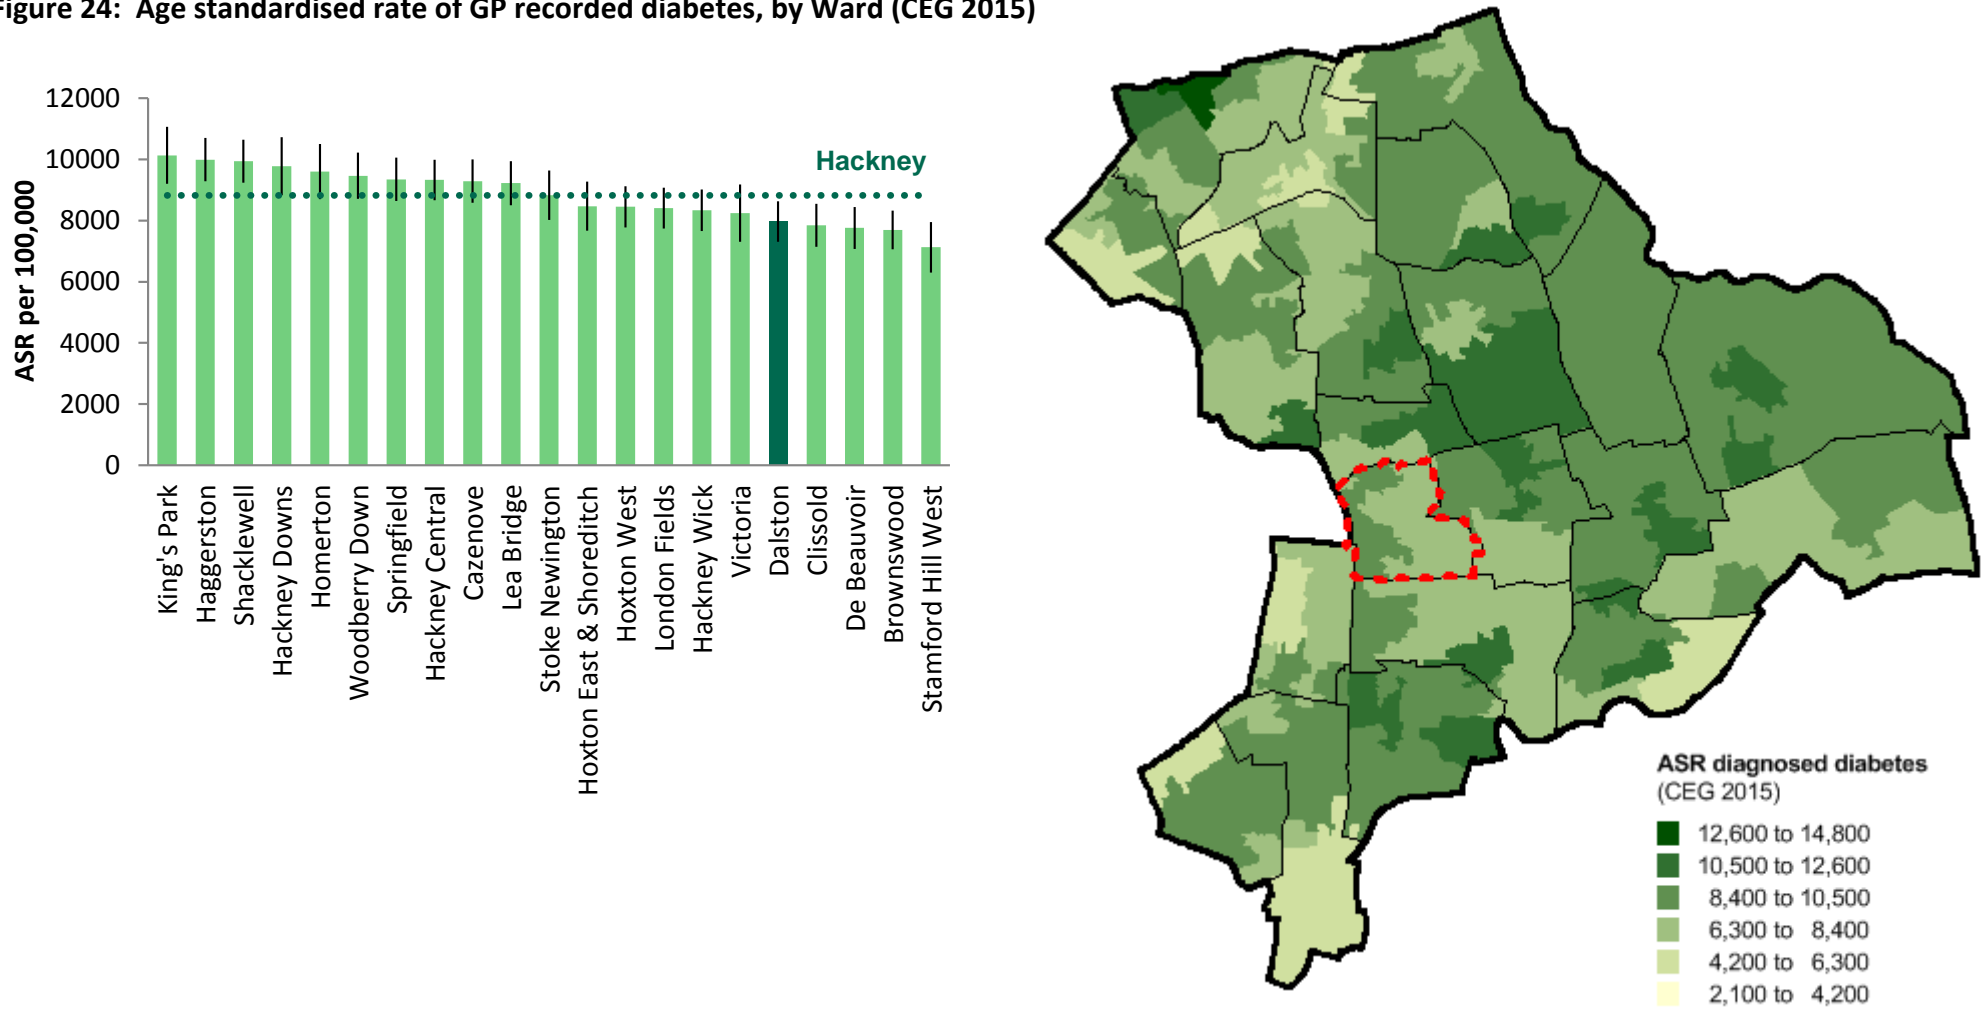 Figure 24: Age standardised rate of GP recorded diabetes, by Ward (CEG 2015)
ASR per 100,000
12000
10000
8000
6000
4000
2000
0
Hackney
King's Park
Haggerston
Shacklewell
Hackney Downs
Homerton
Woodberry Down
Springfield
Hackney Central
Cazenove
Lea Bridge
Stoke Newington
Hoxton East & Shoreditch
Hoxton West
London Fields
Hackney Wick
Victoria
Dalston
Clissold
De Beauvoir
Brownswood
Stamford Hill West
ASR diagnosed diabetes
(CEG 2015)
12,600 to 14,800
10,500 to 12,600
8,400 to 10,500
6,300 to 8,400
4,200 to 6,300
2,100 to 4,200